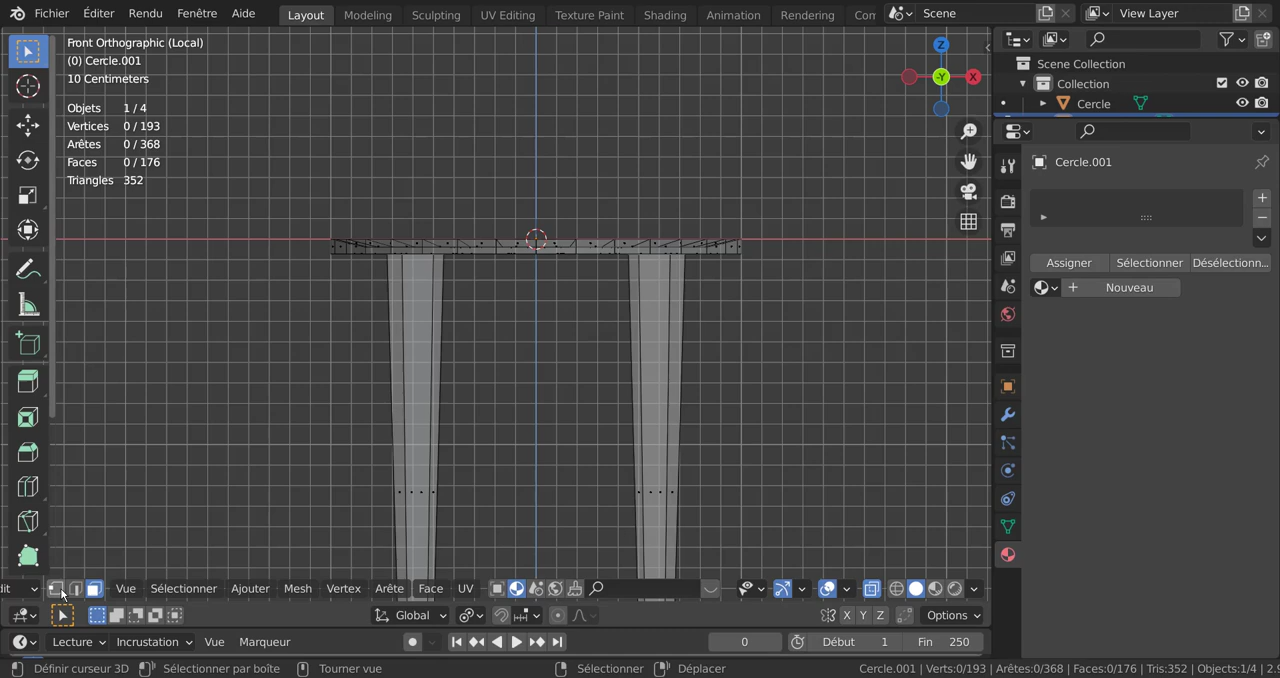 Fichier Éditer Rendu Fenêtre Aide Layout Modeling Sculpting UV Editing Texture Paint Shading Animation Rendering Scene View Layer
Front Orthographic (Local)
(0) Cercle.001
10 Centimeters
Objets 1 / 4
Vertices 0 / 193
Arêtes 0 / 368
Faces 0 / 176
Triangles 352
Z
-Y
X
Scene Collection
Collection
Cercle
Cercle.001
Assigner Sélectionner Désélectionn...
Nouveau
Vue Sélectionner Ajouter Mesh Vertex Arête Face UV
Global X Y Z Options
Lecture Incrustation Vue Marqueur 0 Début 1 Fin 250
Définir curseur 3D Sélectionner par boîte Tourner vue Sélectionner Déplacer Cercle.001 | Verts:0/193 | Arêtes:0/368 | Faces:0/176 | Tris:352 | Objects:1/4 |